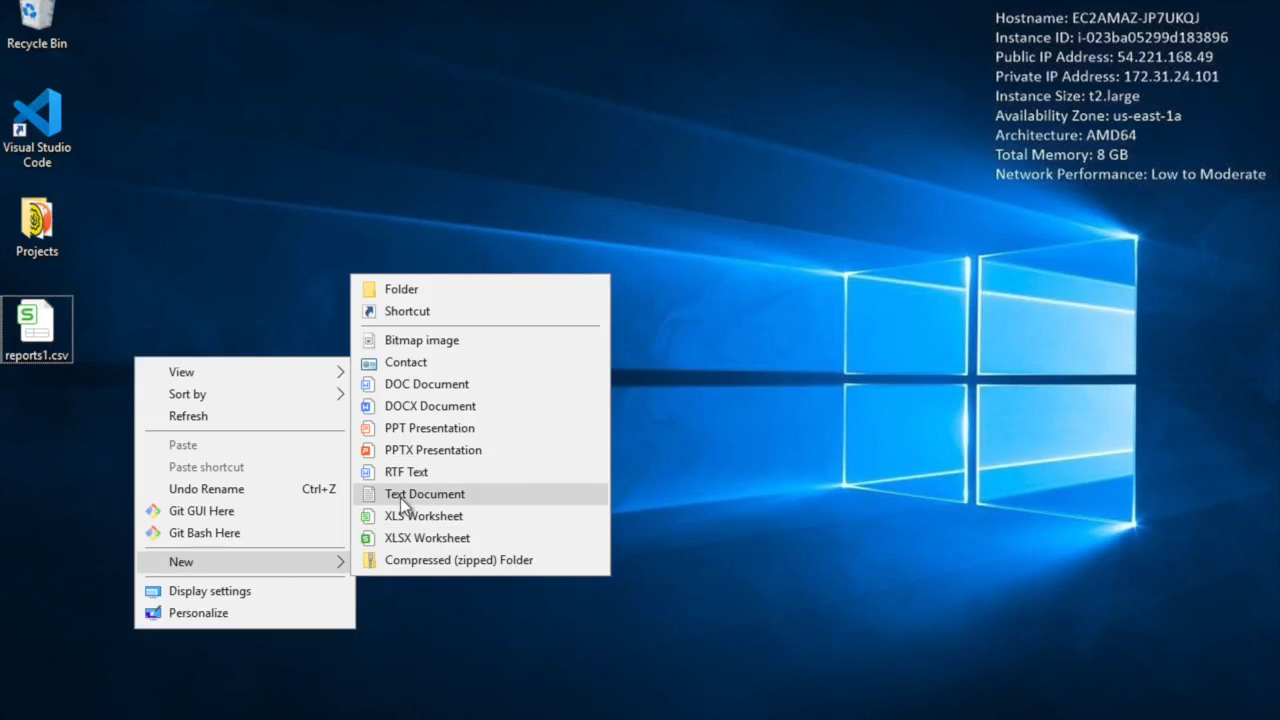 Recycle Bin
Visual Studio
Code
Projects
reports1.csv
Hostname: EC2AMAZ-JP7UKQJ
Instance ID: i-023ba05299d183896
Public IP Address: 54.221.168.49
Private IP Address: 172.31.24.101
Instance Size: t2.large
Availability Zone: us-east-1a
Architecture: AMD64
Total Memory: 8 GB
Network Performance: Low to Moderate
View
Sort by
Refresh
Paste
Paste shortcut
Undo Rename Ctrl+Z
Git GUI Here
Git Bash Here
New
Display settings
Personalize
Folder
Shortcut
Bitmap image
Contact
DOC Document
DOCX Document
PPT Presentation
PPTX Presentation
RTF Text
Text Document
XLS Worksheet
XLSX Worksheet
Compressed (zipped) Folder